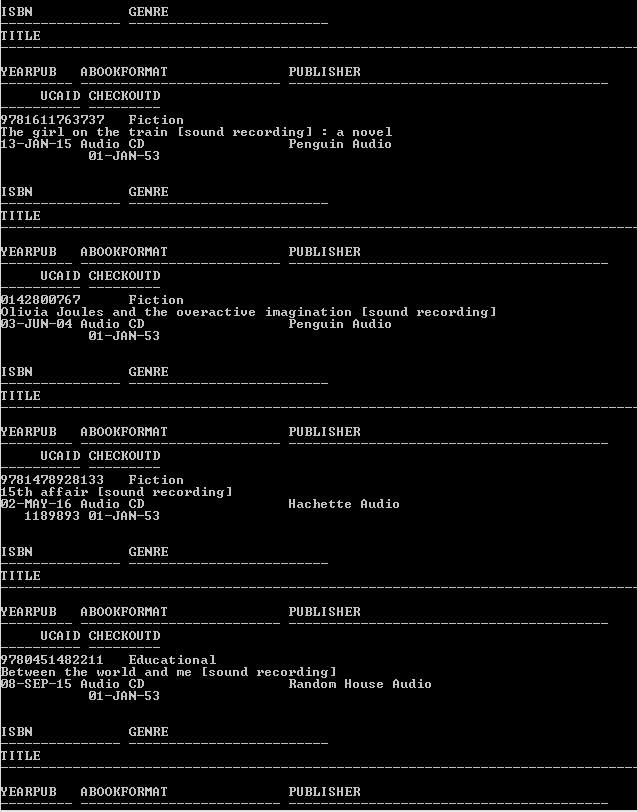 ISBN            GENRE
--------------- -------------------------
TITLE
--------------------------------------------------------------------------------
YEARPUB   ABOOKFORMAT               PUBLISHER
--------- ------------------------- ----------------------------------------
     UCAID CHECKOUTD
---------- ---------
9781611763737   Fiction
The girl on the train [sound recording] : a novel
13-JAN-15 Audio CD                  Penguin Audio
           01-JAN-53
ISBN            GENRE
--------------- -------------------------
TITLE
--------------------------------------------------------------------------------
YEARPUB   ABOOKFORMAT               PUBLISHER
--------- ------------------------- ----------------------------------------
     UCAID CHECKOUTD
---------- ---------
0142800767      Fiction
Olivia Joules and the overactive imagination [sound recording]
03-JUN-04 Audio CD                  Penguin Audio
           01-JAN-53
ISBN            GENRE
--------------- -------------------------
TITLE
--------------------------------------------------------------------------------
YEARPUB   ABOOKFORMAT               PUBLISHER
--------- ------------------------- ----------------------------------------
     UCAID CHECKOUTD
---------- ---------
9781478928133   Fiction
15th affair [sound recording]
02-MAY-16 Audio CD                  Hachette Audio
   1189893 01-JAN-53
ISBN            GENRE
--------------- -------------------------
TITLE
--------------------------------------------------------------------------------
YEARPUB   ABOOKFORMAT               PUBLISHER
--------- ------------------------- ----------------------------------------
     UCAID CHECKOUTD
---------- ---------
9780451482211   Educational
Between the world and me [sound recording]
08-SEP-15 Audio CD                  Random House Audio
           01-JAN-53
ISBN            GENRE
--------------- -------------------------
TITLE
--------------------------------------------------------------------------------
YEARPUB   ABOOKFORMAT               PUBLISHER
--------- ------------------------- ----------------------------------------